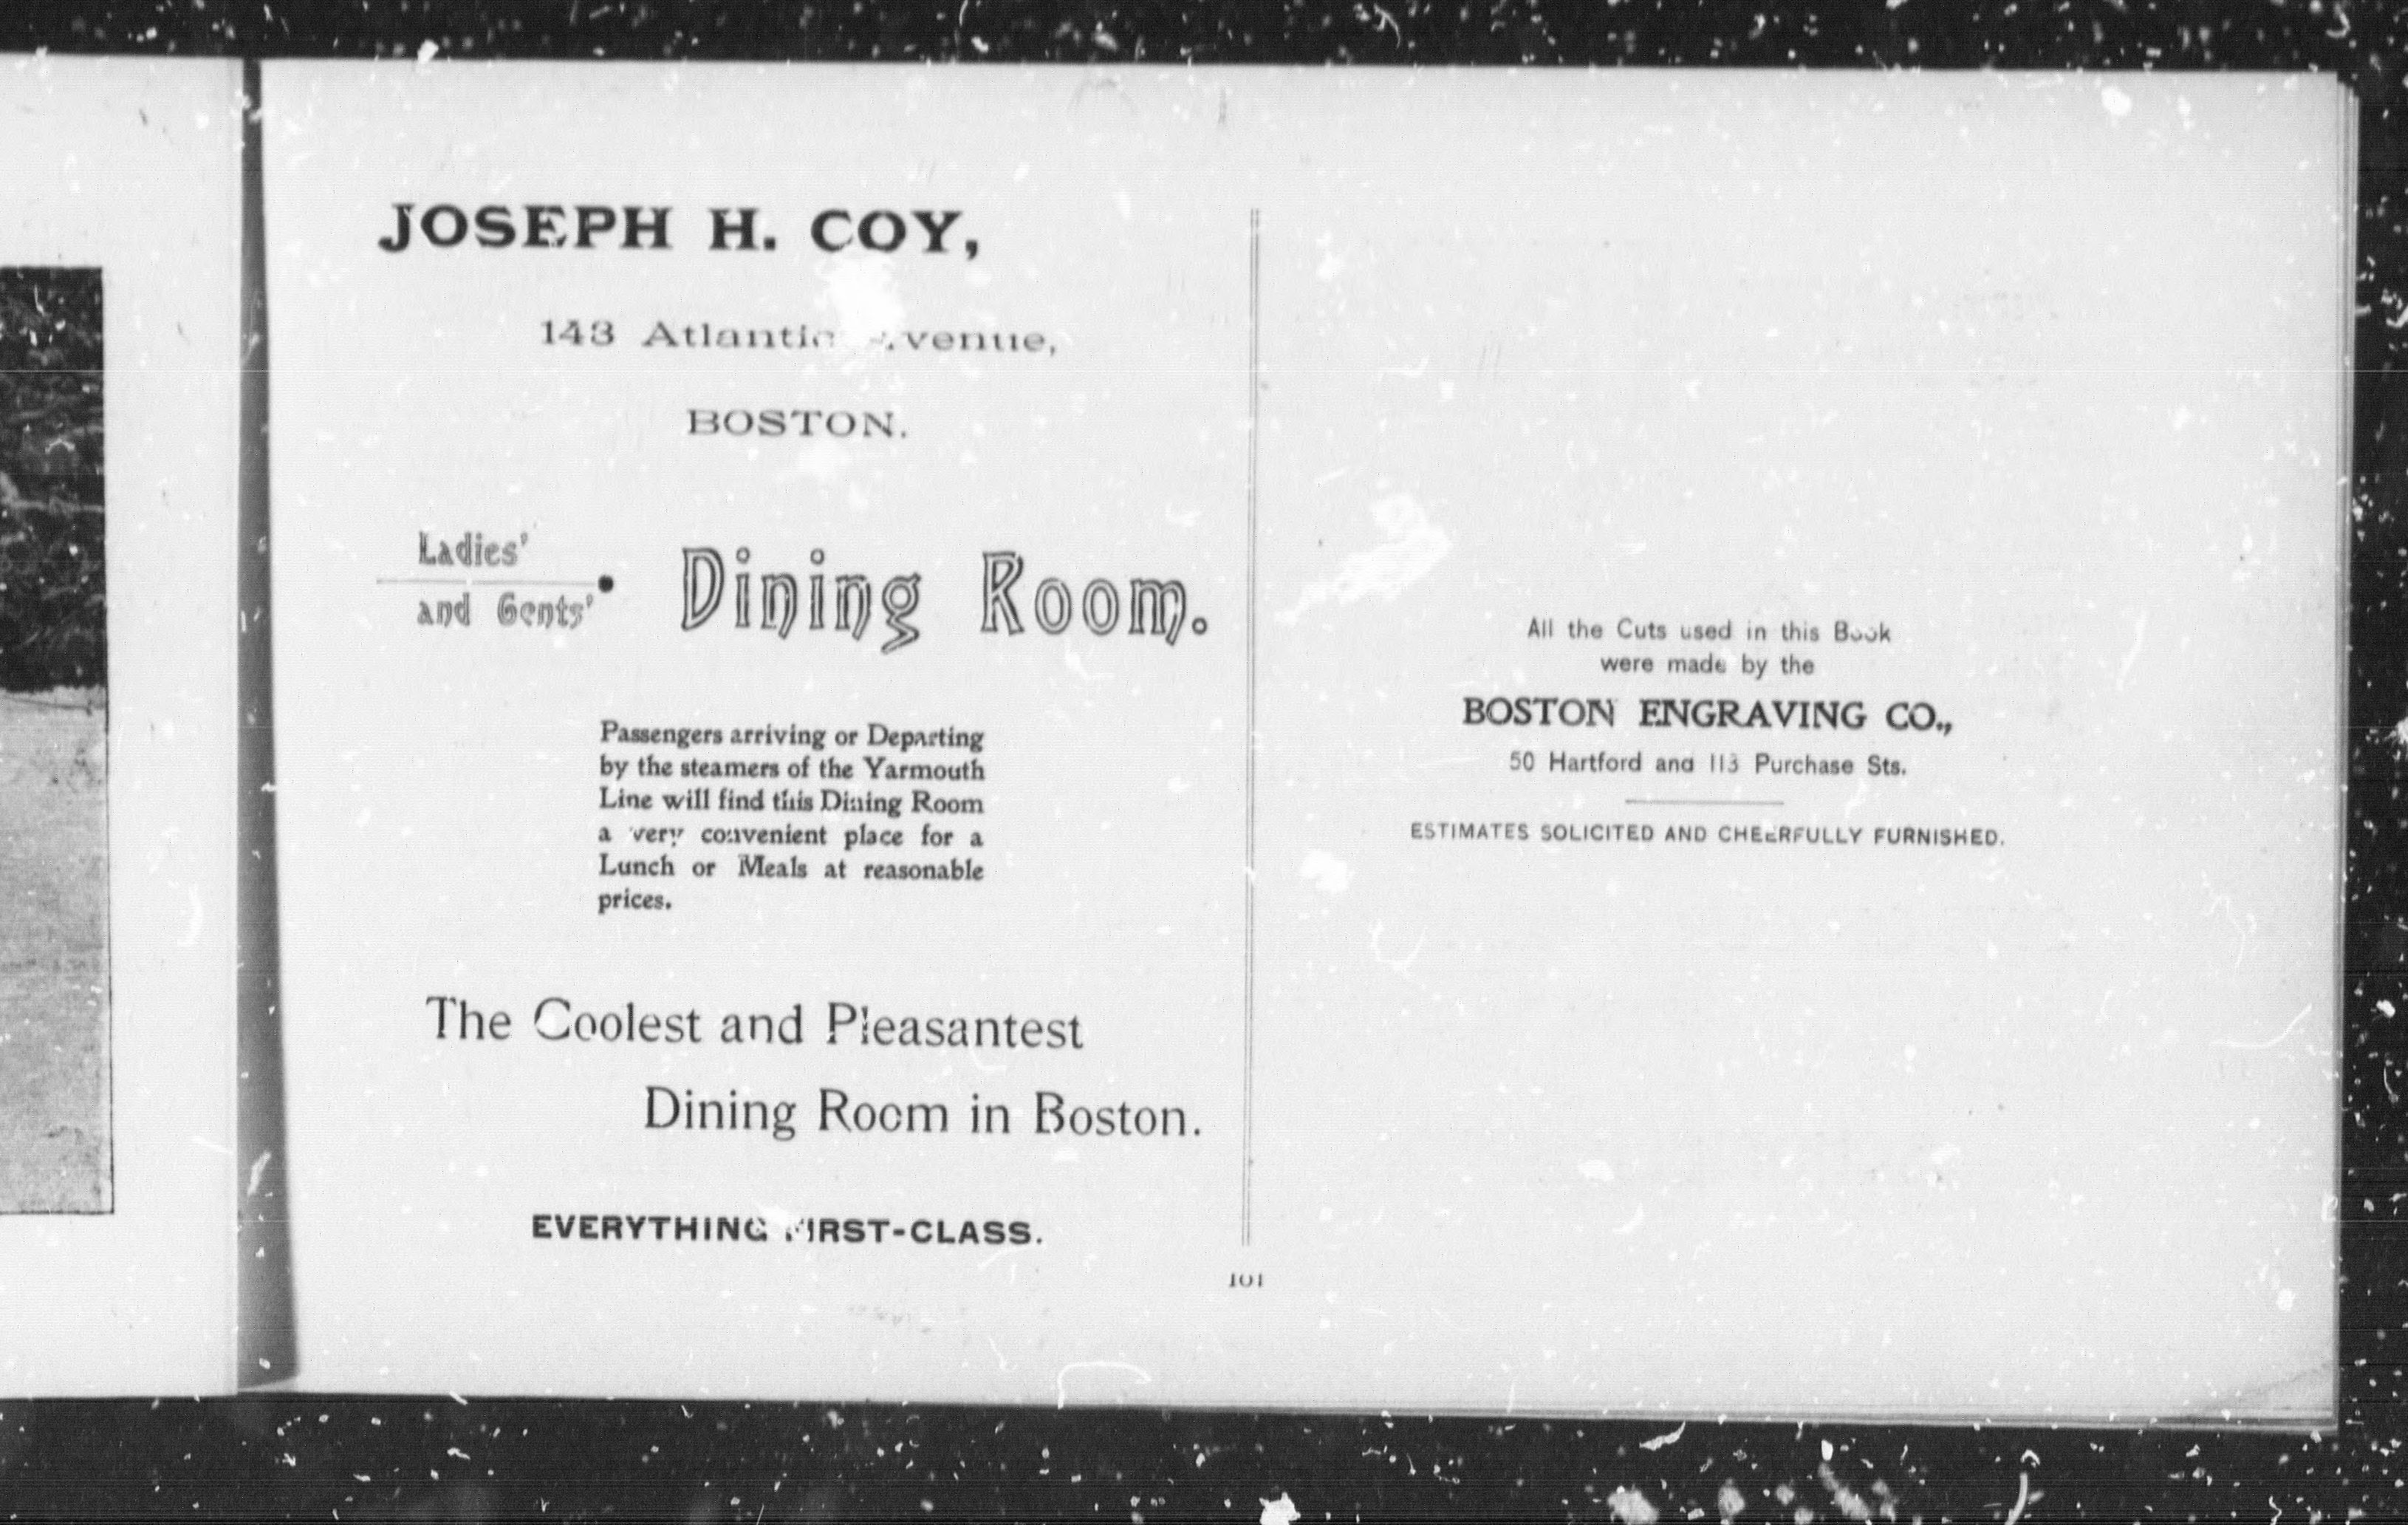 JOSEPH H. COY,
143 Atlantic Avenue,
BOSTON.
Ladies'
and Gents'
Dining Room.
Passengers arriving or Departing
by the steamers of the Yarmouth
Line will find this Dining Room
a very convenient place for a
Lunch or Meals at reasonable
prices.
The Coolest and Pleasantest
Dining Room in Boston.
EVERYTHING FIRST-CLASS.
All the Cuts used in this Book
were made by the
BOSTON ENGRAVING CO.,
50 Hartford and 113 Purchase Sts.
ESTIMATES SOLICITED AND CHEERFULLY FURNISHED.
101